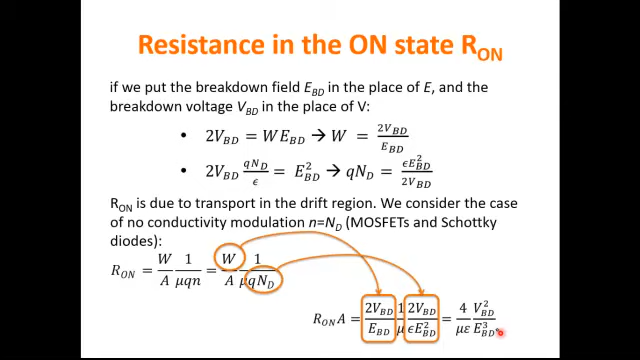 Resistance in the ON state R_ON
if we put the breakdown field E_BD in the place of E, and the
breakdown voltage V_BD in the place of V:
• 2V_BD = W E_BD → W = 2V_BD / E_BD
• 2V_BD qN_D / ϵ = E_BD^2 → qN_D = ϵE_BD^2 / 2V_BD
R_ON is due to transport in the drift region. We consider the case
of no conductivity modulation n=N_D (MOSFETs and Schottky
diodes):
R_ON = W/A 1/μqn = W/A 1/μqN_D
R_ON A = 2V_BD/E_BD 1/μ 2V_BD/ϵE_BD^2 = 4/με V_BD^2/E_BD^3